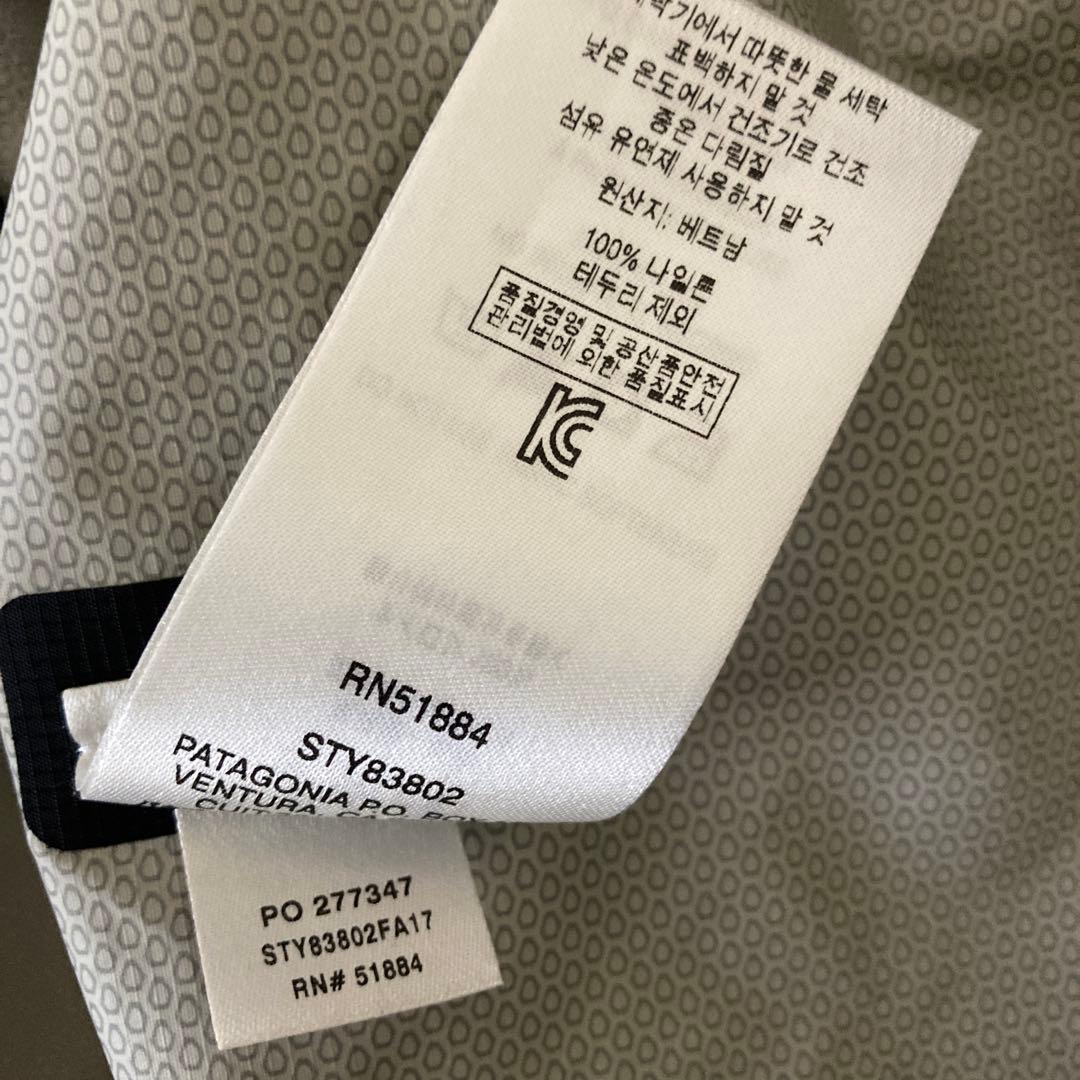 세탁기에서 따뜻한 물 세탁
표백하지 말 것
낮은 온도에서 건조기로 건조
중온 다림질
섬유 유연제 사용하지 말 것
원산지: 베트남
100% 나일론
테두리 제외
품질경영 및 공산품안전
관리법에 의한 품질표시
KC
RN51884
STY83802
PATAGONIA P.O. BOX
VENTURA, CA
PO 277347
STY83802FA17
RN# 51884